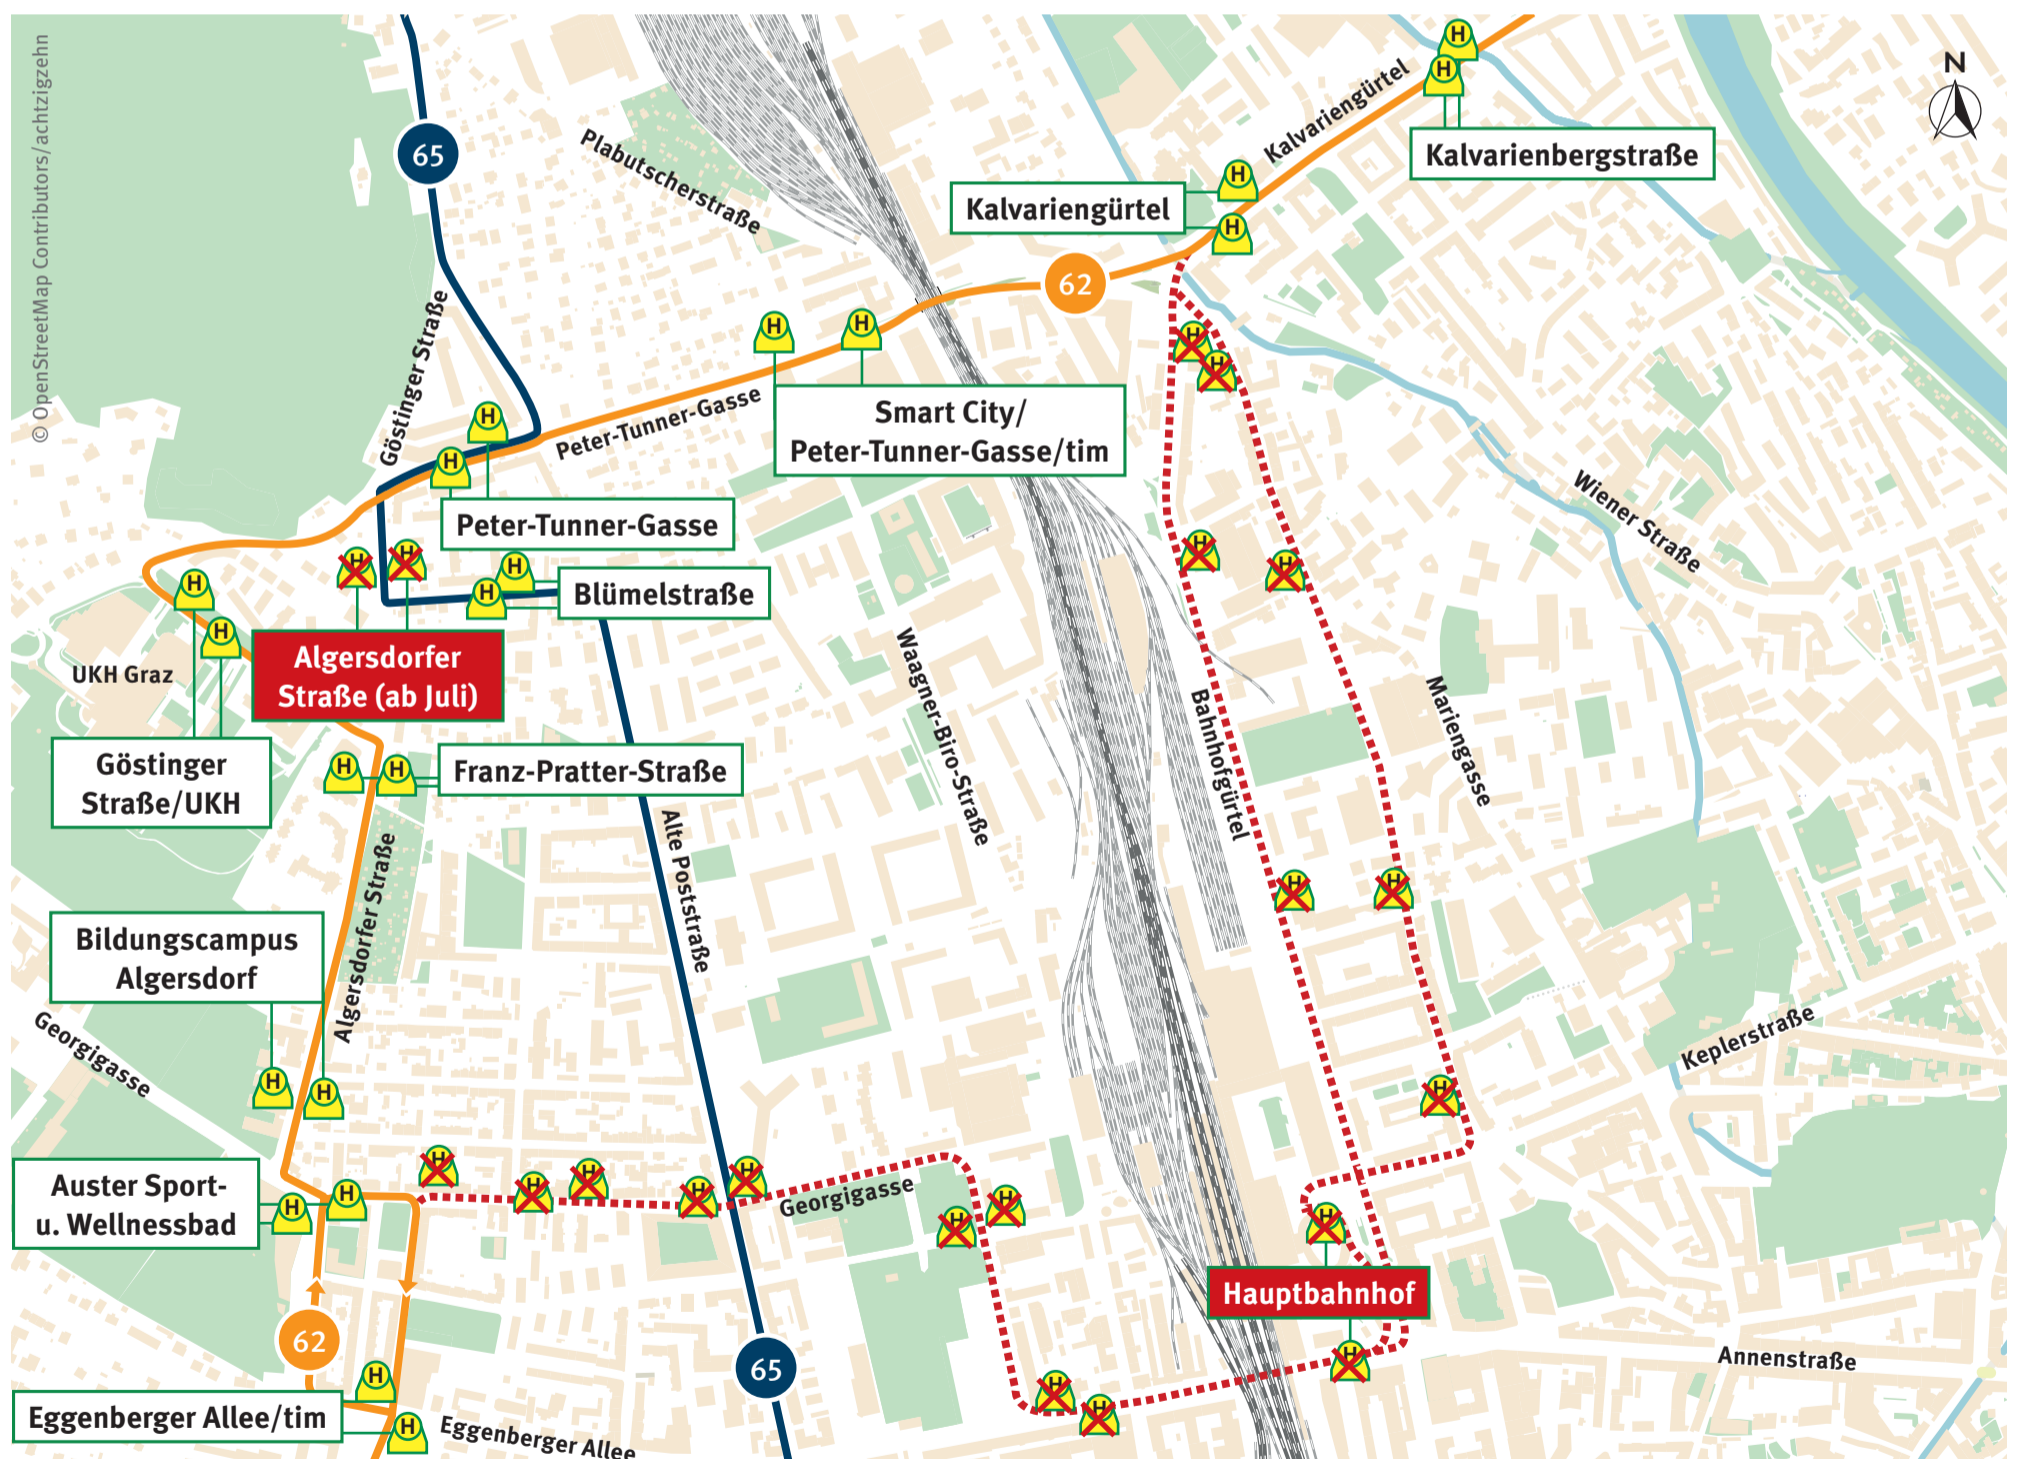 © OpenStreetMap Contributors/achtzigzehn
65
Plabutscherstraße
Kalvariengürtel
H
H
Kalvarienbergstraße
N
Kalvariengürtel
H
H
62
Göstinger Straße
H
H
Peter-Tunner-Gasse
Smart City/
Peter-Tunner-Gasse/tim
H
H
Peter-Tunner-Gasse
H
H
H
H
Wiener Straße
H
H
H
H
Blümelstraße
H
H
H
H
UKH Graz
Algersdorfer
Straße (ab Juli)
Göstinger
Straße/UKH
H
H
Franz-Pratter-Straße
Waagner-Biro-Straße
Bahnhofgürtel
Mariengasse
Alte Poststraße
Algersdorfer Straße
H
H
Bildungscampus
Algersdorf
Georgigasse
H
H
Keplerstraße
H
Auster Sport-
u. Wellnessbad
H
H
H
H
H
H
H
Georgigasse
H
H
H
Hauptbahnhof
62
65
H
Annenstraße
H
H
H
Eggenberger Allee/tim
H
Eggenberger Allee